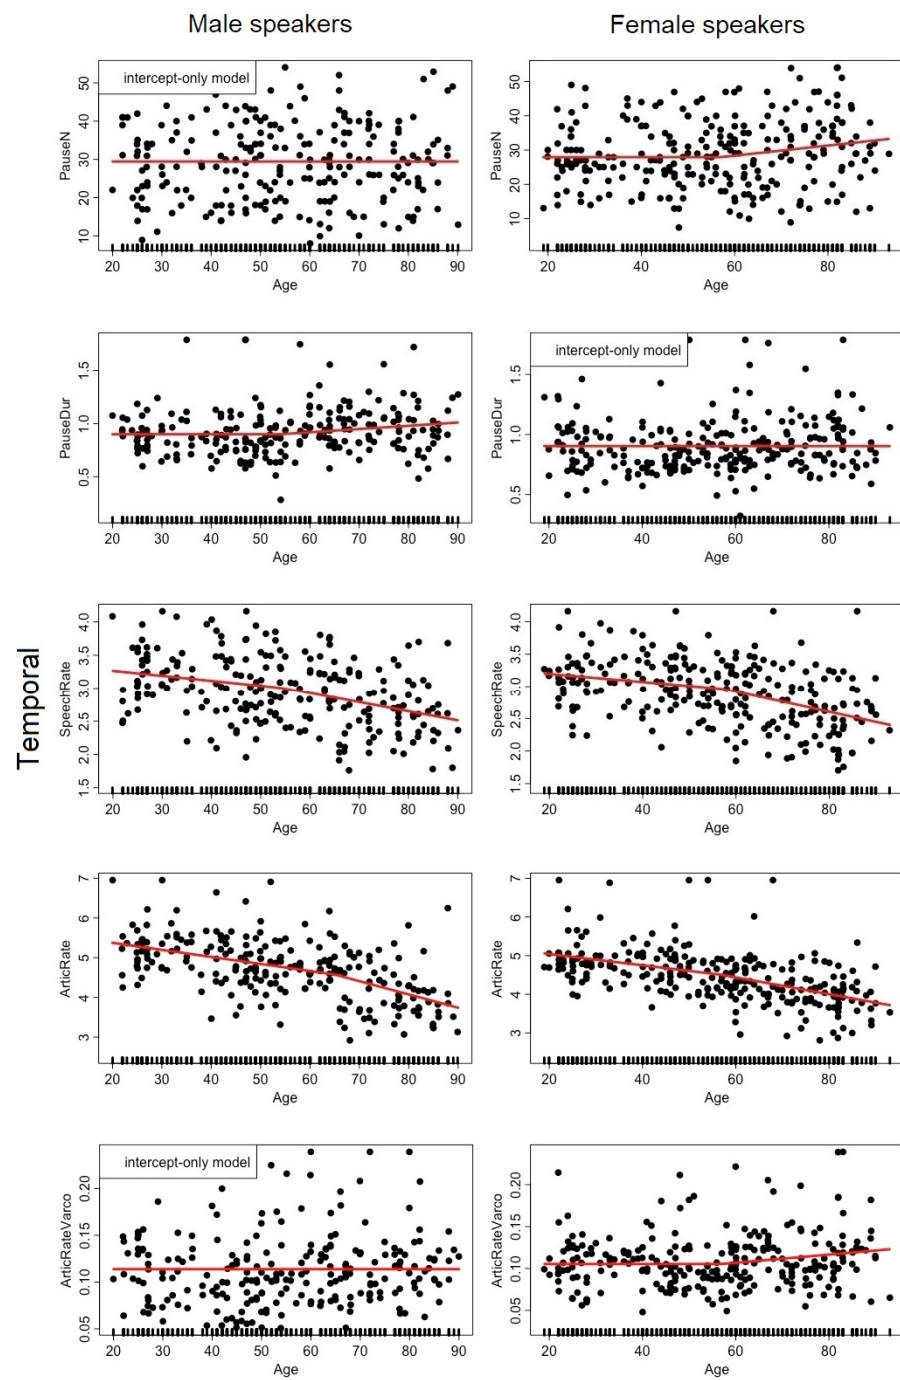 Male speakers Female speakers
intercept-only model
PauseN
10 20 30 40 50
20 30 40 50 60 70 80 90
Age
PauseN
10 20 30 40 50
20 40 60 80
Age
PauseDur
0.5 1.0 1.5
20 30 40 50 60 70 80 90
Age
intercept-only model
PauseDur
0.5 1.0 1.5
20 40 60 80
Age
Temporal
SpeechRate
1.5 2.0 2.5 3.0 3.5 4.0
20 30 40 50 60 70 80 90
Age
SpeechRate
1.5 2.0 2.5 3.0 3.5 4.0
20 40 60 80
Age
ArticRate
3 4 5 6 7
20 30 40 50 60 70 80 90
Age
ArticRate
3 4 5 6 7
20 40 60 80
Age
intercept-only model
ArticRateVarco
0.05 0.10 0.15 0.20
20 30 40 50 60 70 80 90
Age
ArticRateVarco
0.05 0.10 0.15 0.20
20 40 60 80
Age